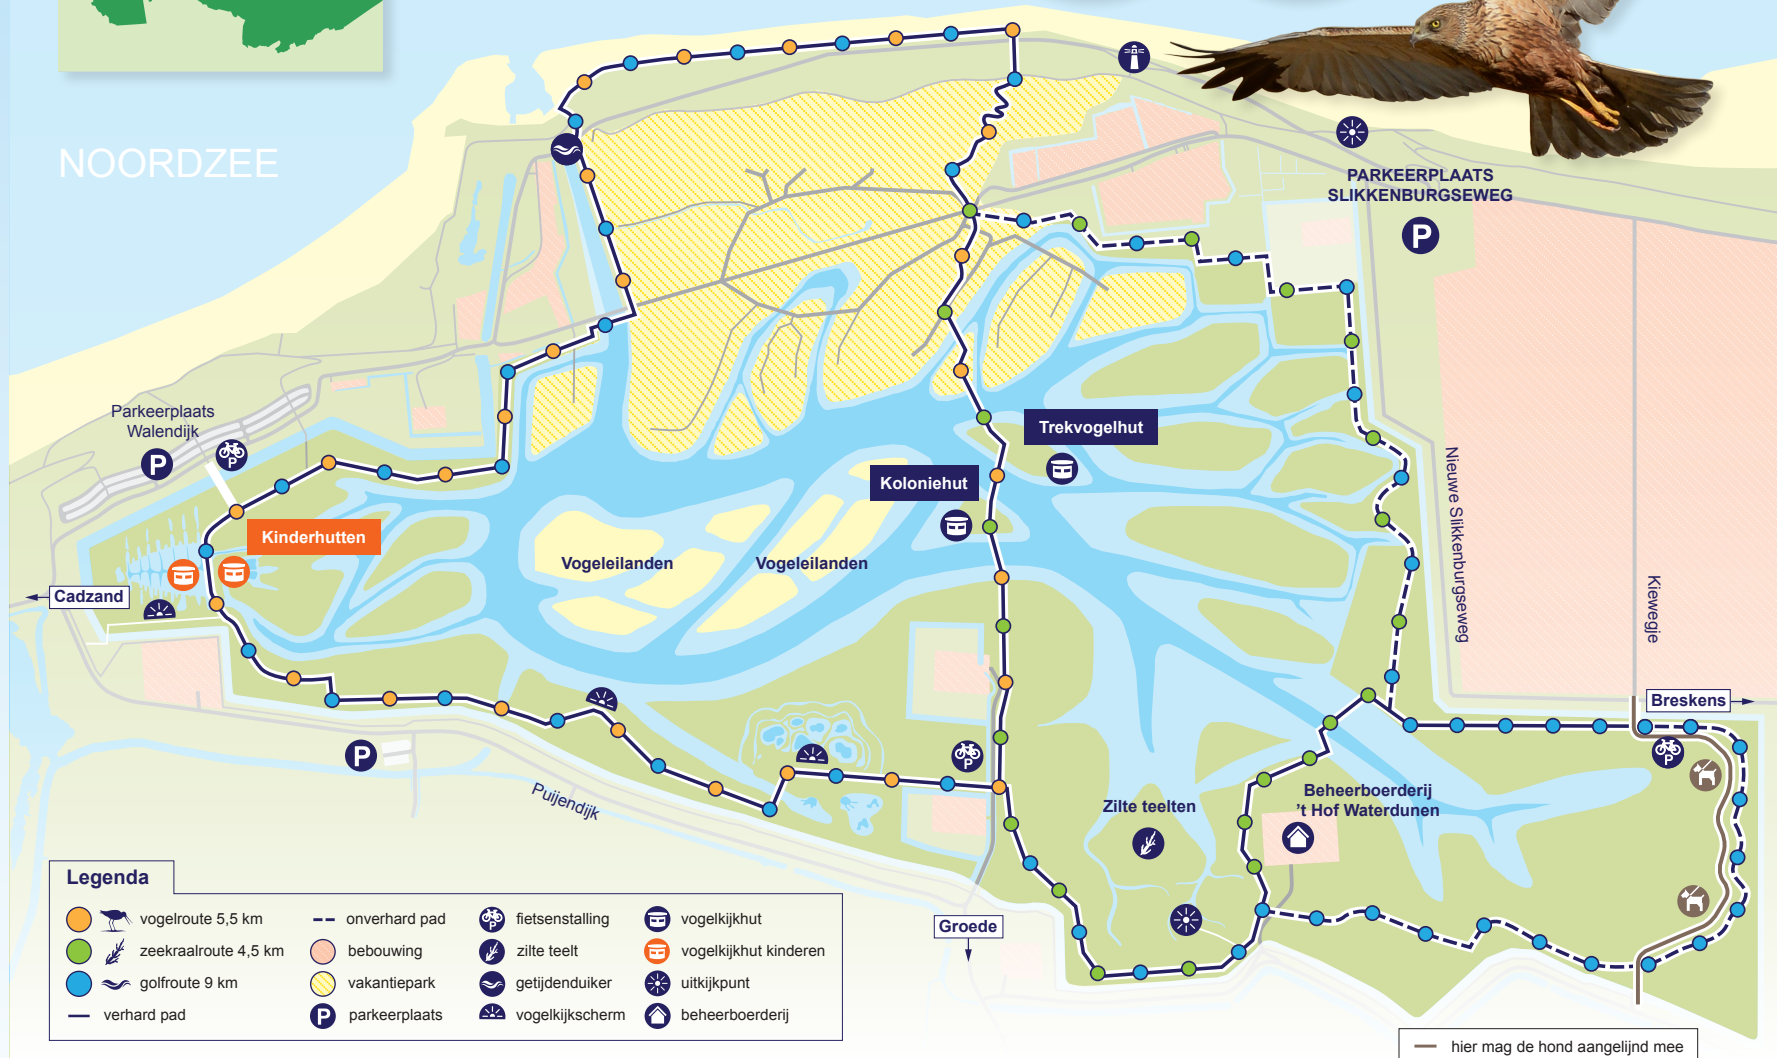 NOORDZEE
PARKEERPLAATS
SLIKKENBURGSEWEG
P
Parkeerplaats
Walendijk
P
P
Trekvogelhut
Koloniehut
Kinderhutten
Vogeleilanden
Vogeleilanden
Nieuwe Slikkenburgseweg
Kiewegje
Cadzand
Breskens
P
P
P
Puijendijk
Zilte teelten
Beheerboerderij
't Hof Waterdunen
Groede
Legenda
vogelroute 5,5 km
zeekraalroute 4,5 km
golfroute 9 km
verhard pad
onverhard pad
bebouwing
vakantiepark
P parkeerplaats
P fietsenstalling
zilte teelt
getijdenduiker
vogelkijkscherm
vogelkijkhut
vogelkijkhut kinderen
uitkijkpunt
beheerboerderij
hier mag de hond aangelijnd mee